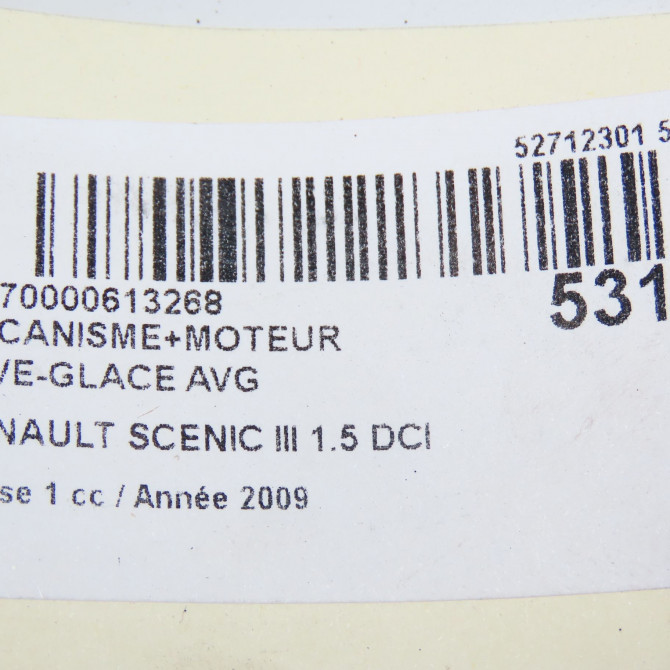 52712301 5
70000613268
531
CANISME+MOTEUR
VE-GLACE AVG
NAULT SCENIC III 1.5 DCI
se 1 cc / Année 2009